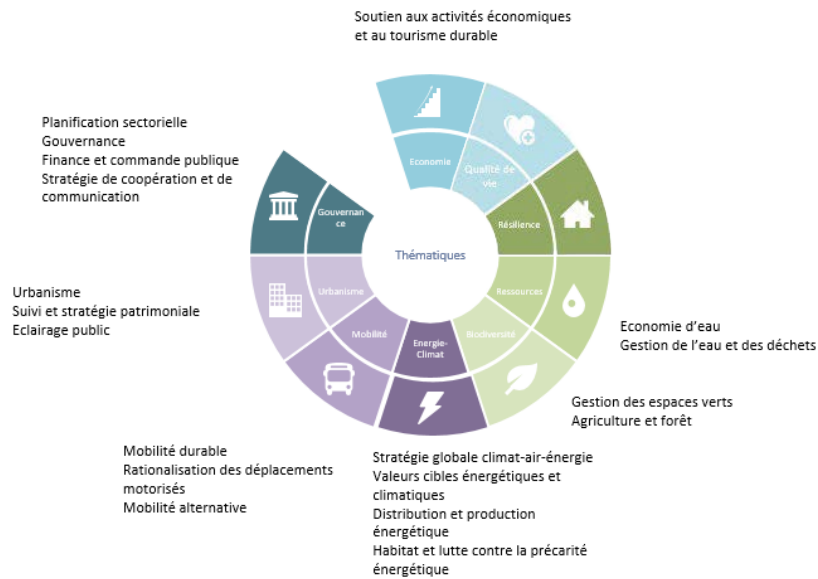 Soutien aux activités économiques
et au tourisme durable
Planification sectorielle
Gouvernance
Finance et commande publique
Stratégie de coopération et de
communication
Economie
Qualité de
vie
Gouvernan
ce
Résilience
Thématiques
Urbanisme
Ressources
Mobilité
Energie-
Climat
Biodiversité
Urbanisme
Suivi et stratégie patrimoniale
Eclairage public
Economie d'eau
Gestion de l'eau et des déchets
Gestion des espaces verts
Agriculture et forêt
Mobilité durable
Rationalisation des déplacements
motorisés
Mobilité alternative
Stratégie globale climat-air-énergie
Valeurs cibles énergétiques et
climatiques
Distribution et production
énergétique
Habitat et lutte contre la précarité
énergétique